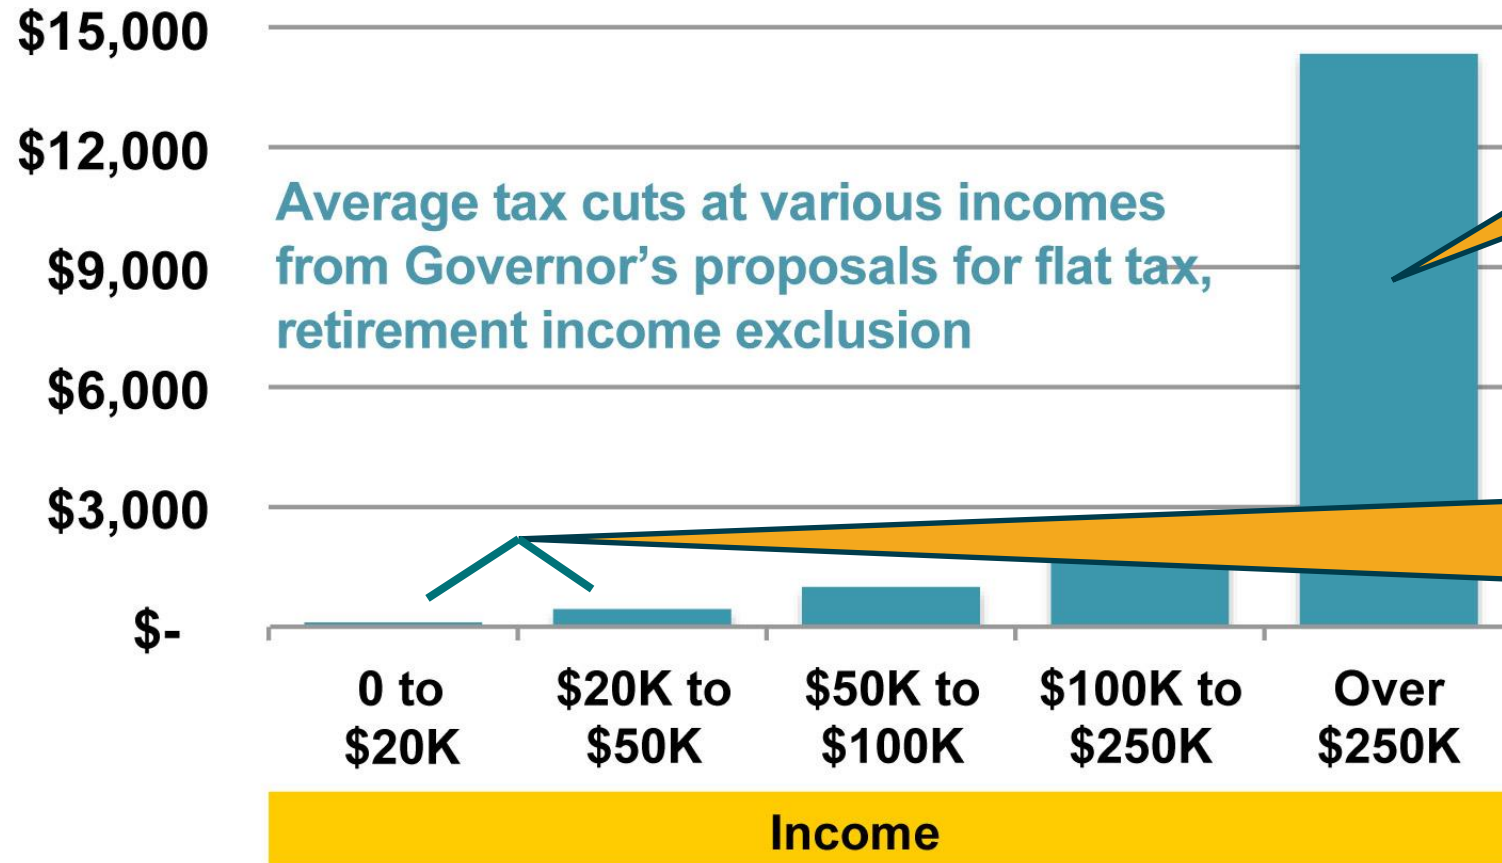 $15,000
$12,000
Average tax cuts at various incomes
from Governor’s proposals for flat tax,
retirement income exclusion
$9,000
$6,000
$3,000
$-
0 to
$20K
$20K to
$50K
$50K to
$100K
$100K to
$250K
Over
$250K
Income